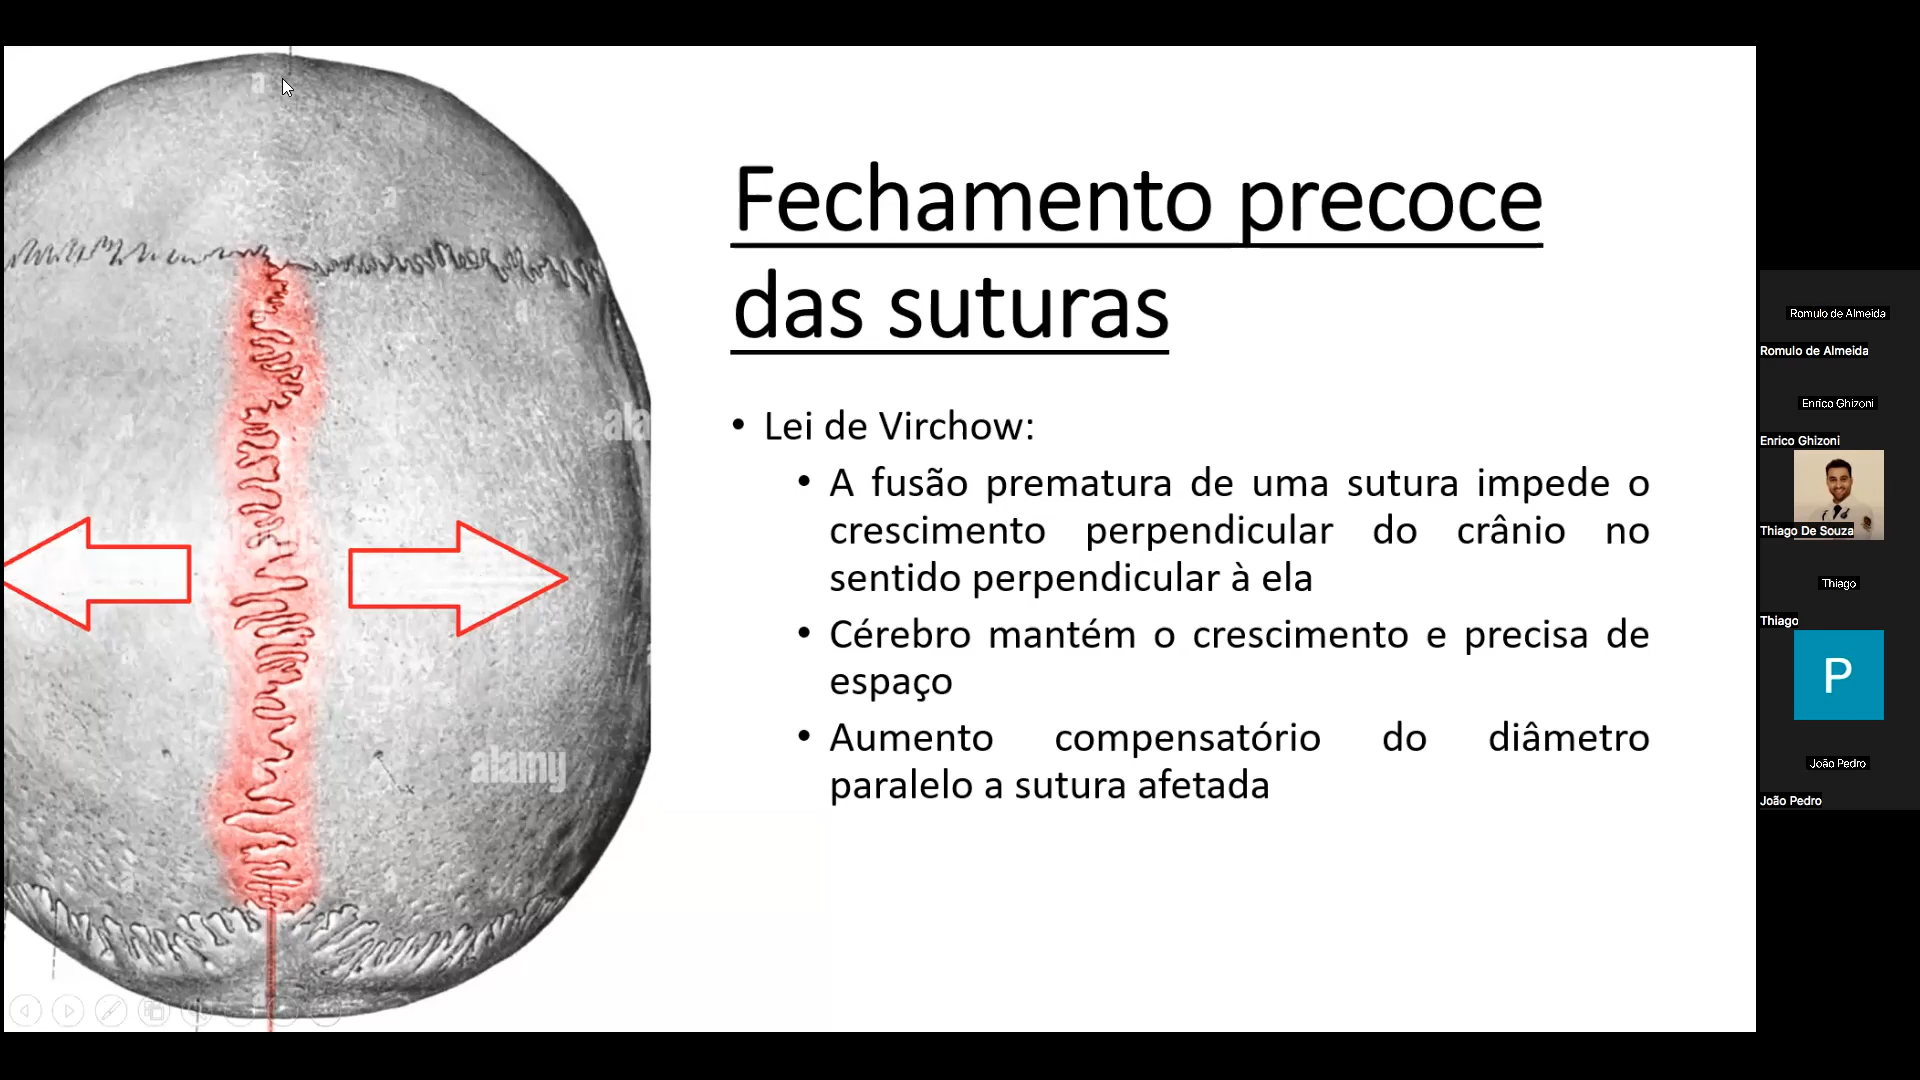 Fechamento precoce
das suturas
• Lei de Virchow:
• A fusão prematura de uma sutura impede o
crescimento perpendicular do crânio no
sentido perpendicular à ela
• Cérebro mantém o crescimento e precisa de
espaço
• Aumento compensatório do diâmetro
paralelo a sutura afetada
alamy
Romulo de Almeida
Romulo de Almeida
Enrico Ghizoni
Enrico Ghizoni
Thiago De Souza
Thiago
Thiago
P
João Pedro
João Pedro